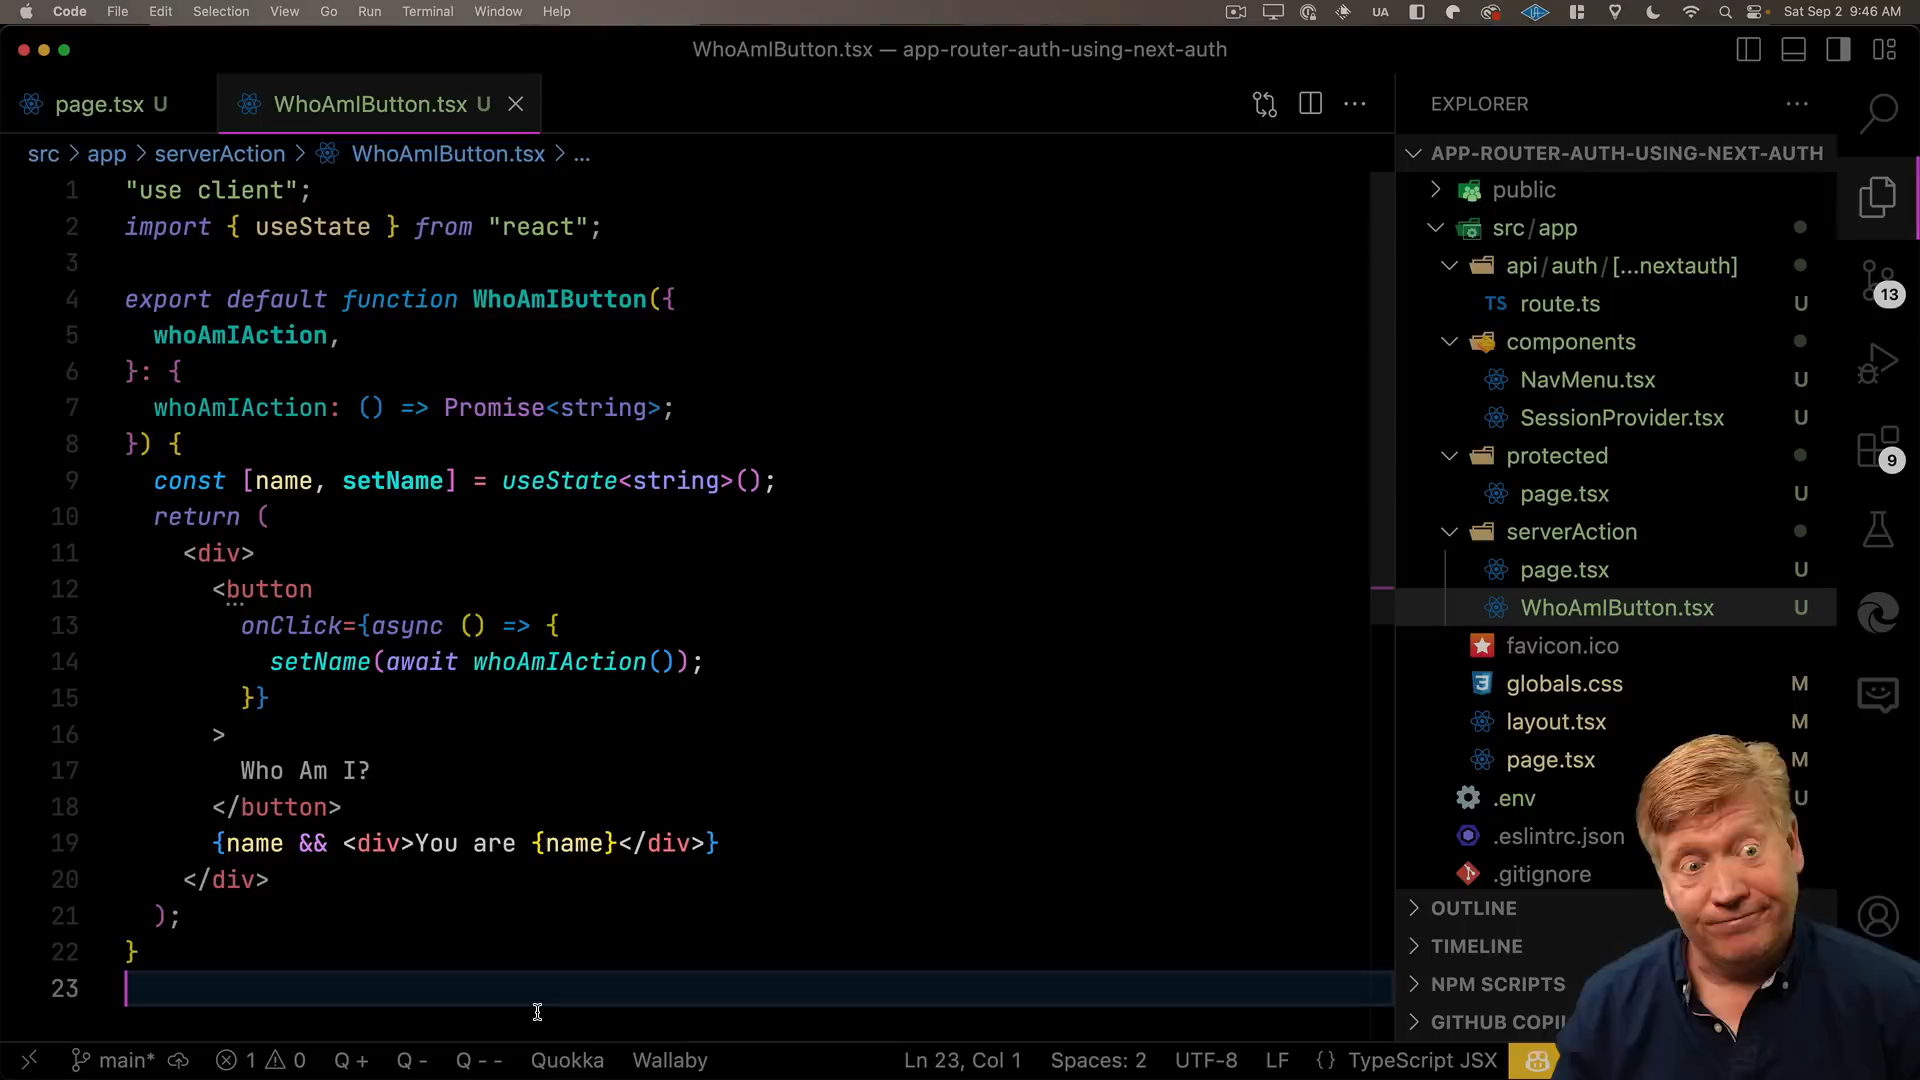 Code File Edit Selection View Go Run Terminal Window Help UA Sat Sep 2 9:46 AM
WhoAmIButton.tsx — app-router-auth-using-next-auth
page.tsx U WhoAmIButton.tsx U
src > app > serverAction > WhoAmIButton.tsx > ...
1 "use client";
2 import { useState } from "react";
3
4 export default function WhoAmIButton({
5 whoAmIAction,
6 }: {
7 whoAmIAction: () => Promise<string>;
8 }) {
9 const [name, setName] = useState<string>();
10 return (
11 <div>
12 <button
13 onClick={async () => {
14 setName(await whoAmIAction());
15 }}
16 >
17 Who Am I?
18 </button>
19 {name && <div>You are {name}</div>}
20 </div>
21 );
22 }
23
EXPLORER
APP-ROUTER-AUTH-USING-NEXT-AUTH
public
src/app
api/auth/[...nextauth]
TS route.ts U
components
NavMenu.tsx U
SessionProvider.tsx U
protected
page.tsx U
serverAction
page.tsx U
WhoAmIButton.tsx U
favicon.ico
globals.css M
layout.tsx M
page.tsx M
.env U
.eslintrc.json
.gitignore
OUTLINE
TIMELINE
NPM SCRIPTS
GITHUB
13
9
main* 1 0 Q + Q - Q - - Quokka Wallaby Ln 23, Col 1 Spaces: 2 UTF-8 LF {} TypeScript JSX